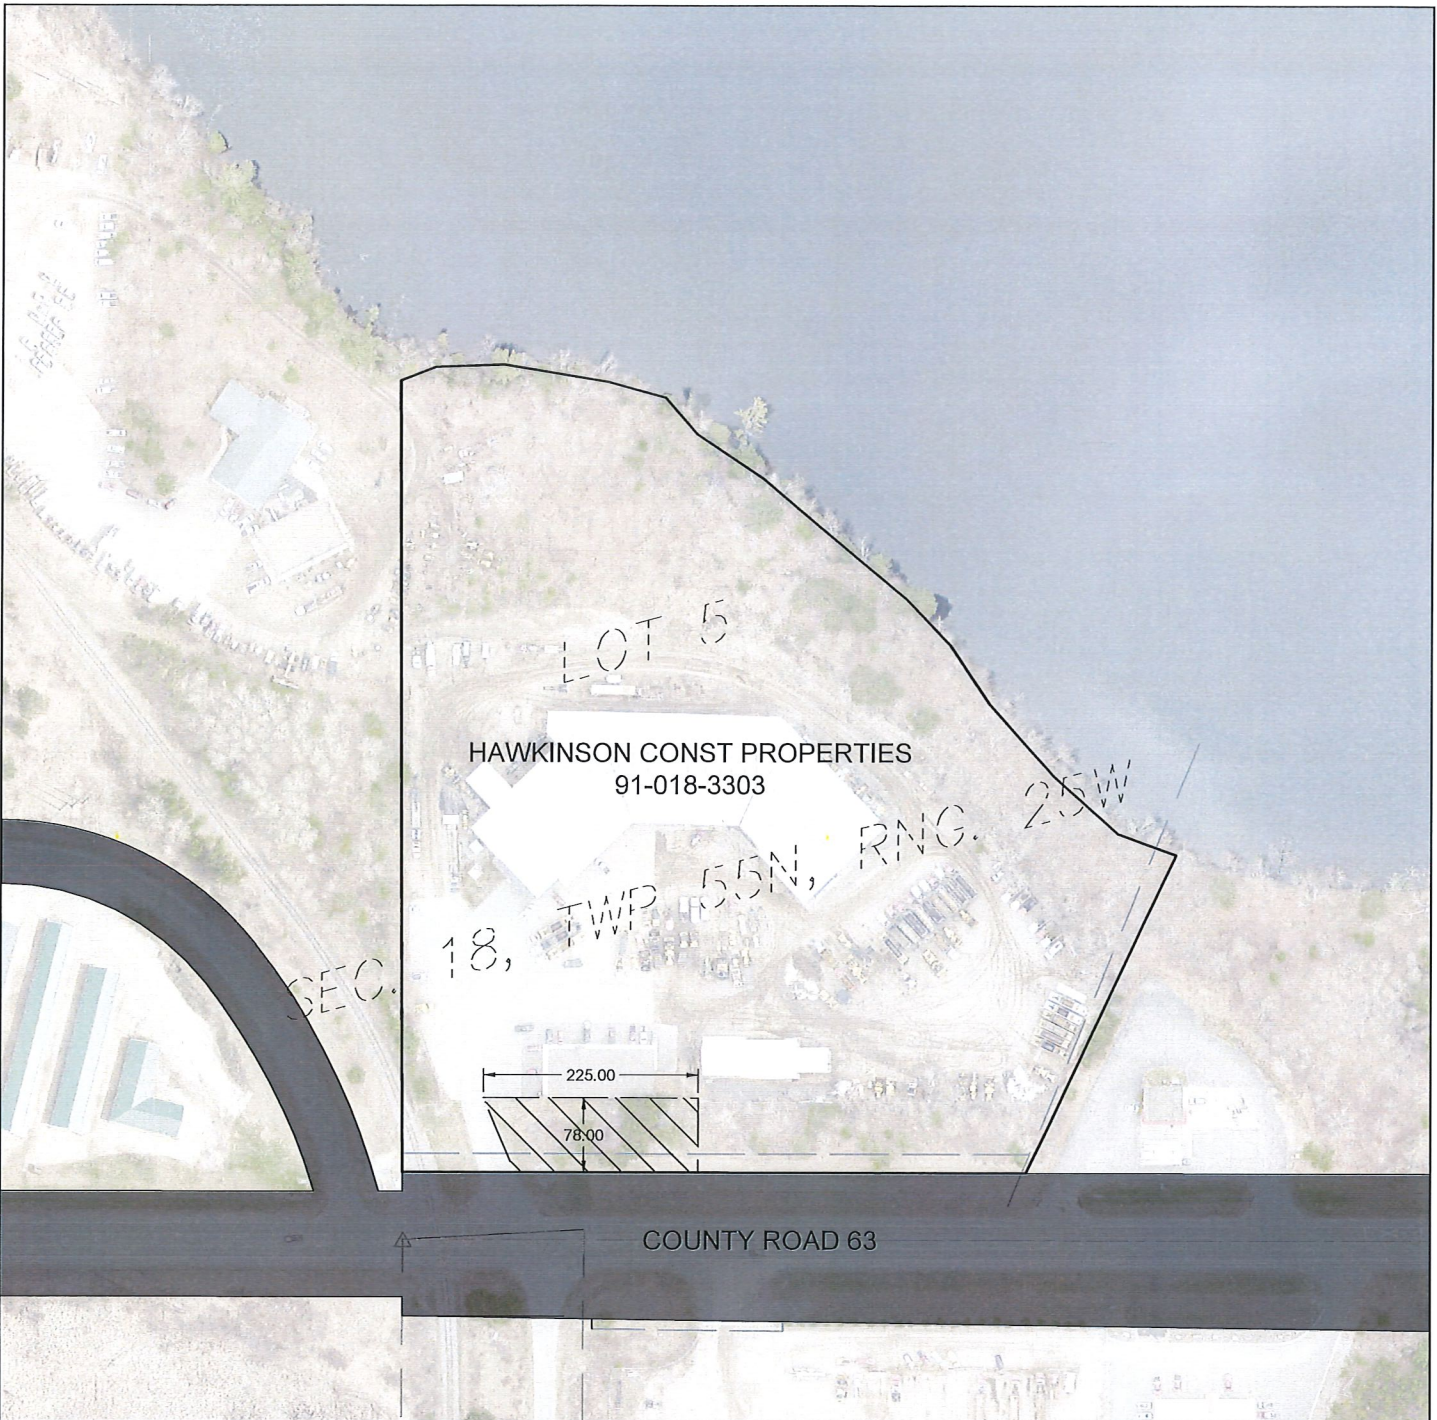 LOT 5
HAWKINSON CONST PROPERTIES
91-018-3303
SEC. 18, TWP 55N, RNG. 25W
225.00
78.00
COUNTY ROAD 63